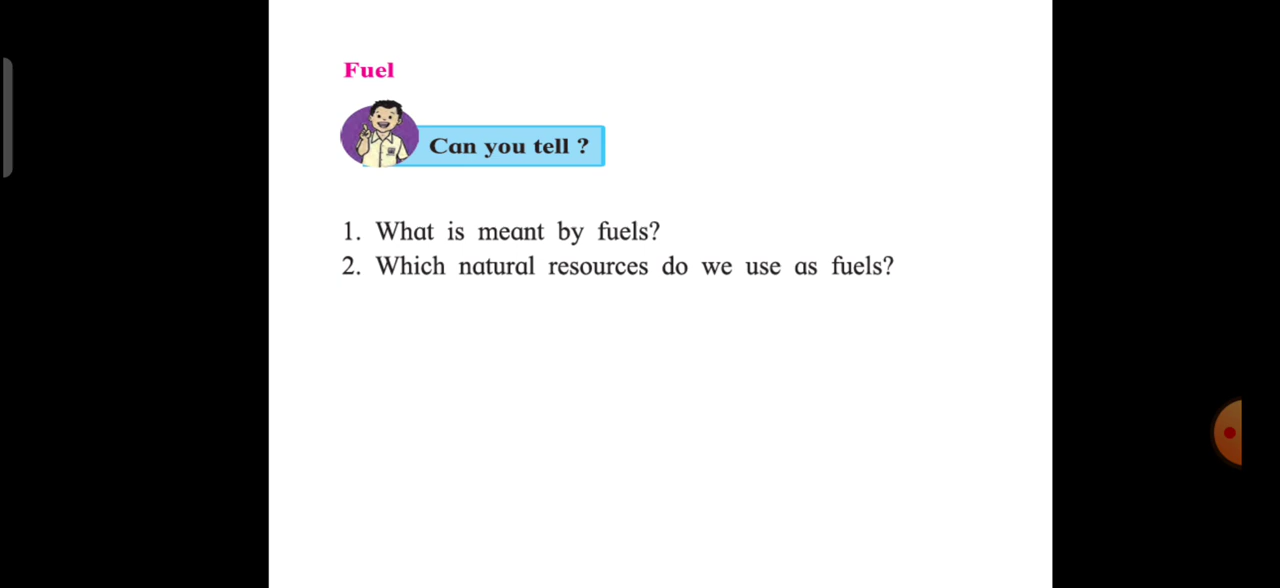 Fuel
Can you tell ?
1. What is meant by fuels?
2. Which natural resources do we use as fuels?